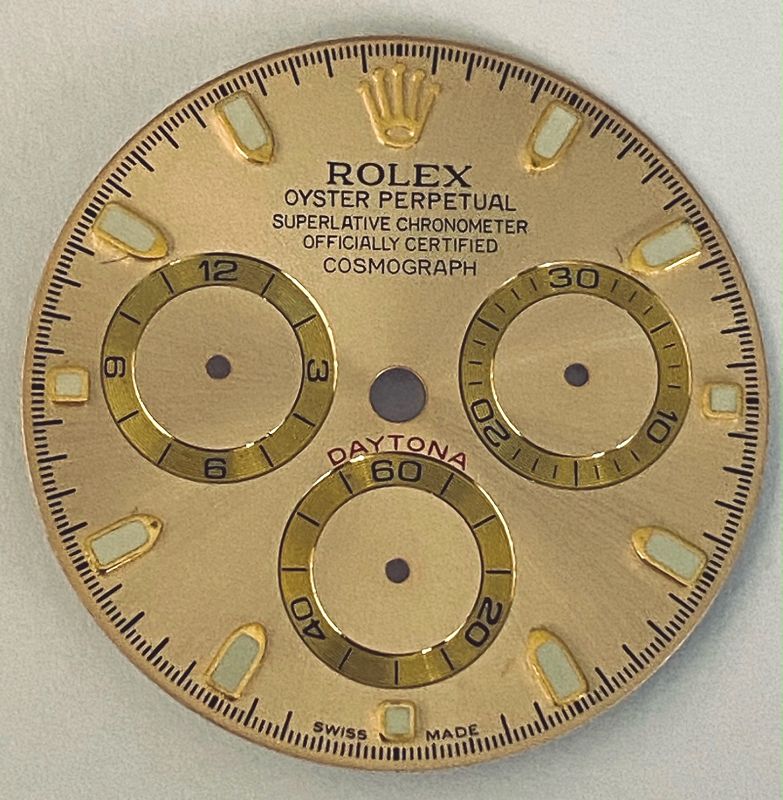 ROLEX
OYSTER PERPETUAL
SUPERLATIVE CHRONOMETER
OFFICIALLY CERTIFIED
COSMOGRAPH
12
3
6
9
30
10
20
DAYTONA
60
20
40
SWISS MADE